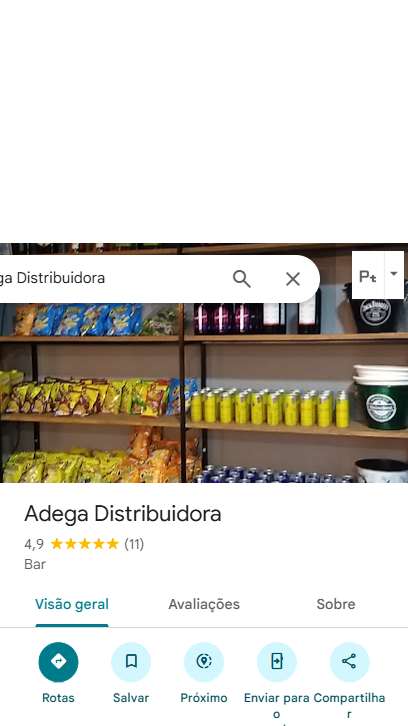 ga Distribuidora
Pt
Adega Distribuidora
4,9 ★★★★★ (11)
Bar
Visão geral Avaliações Sobre
Rotas Salvar Próximo Enviar para o Compartilhar